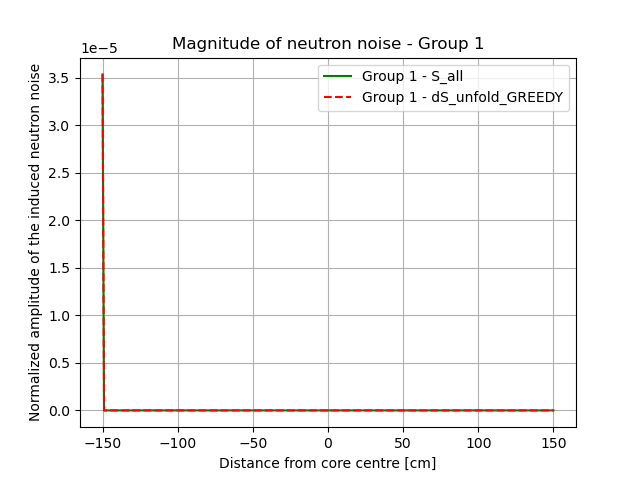 Magnitude of neutron noise - Group 1
1e−5
Normalized amplitude of the induced neutron noise
3.5
3.0
2.5
2.0
1.5
1.0
0.5
0.0
Group 1 - S_all
Group 1 - dS_unfold_GREEDY
−150
−100
−50
0
50
100
150
Distance from core centre [cm]